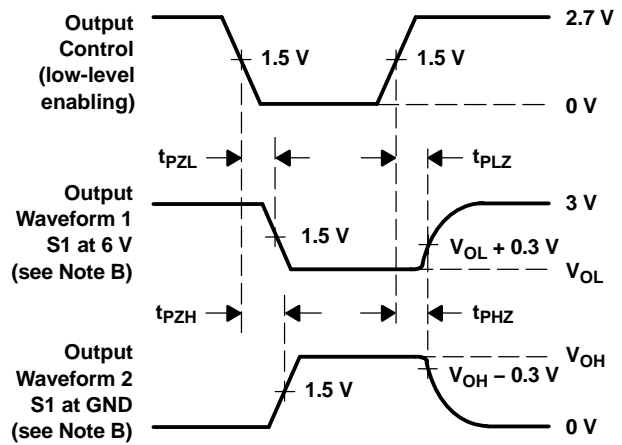 Output
Control
(low-level
enabling)
1.5 V
1.5 V
2.7 V
0 V
tPZL
tPLZ
Output
Waveform 1
S1 at 6 V
(see Note B)
1.5 V
3 V
VOL + 0.3 V
VOL
tPZH
tPHZ
Output
Waveform 2
S1 at GND
(see Note B)
1.5 V
VOH
VOH − 0.3 V
0 V